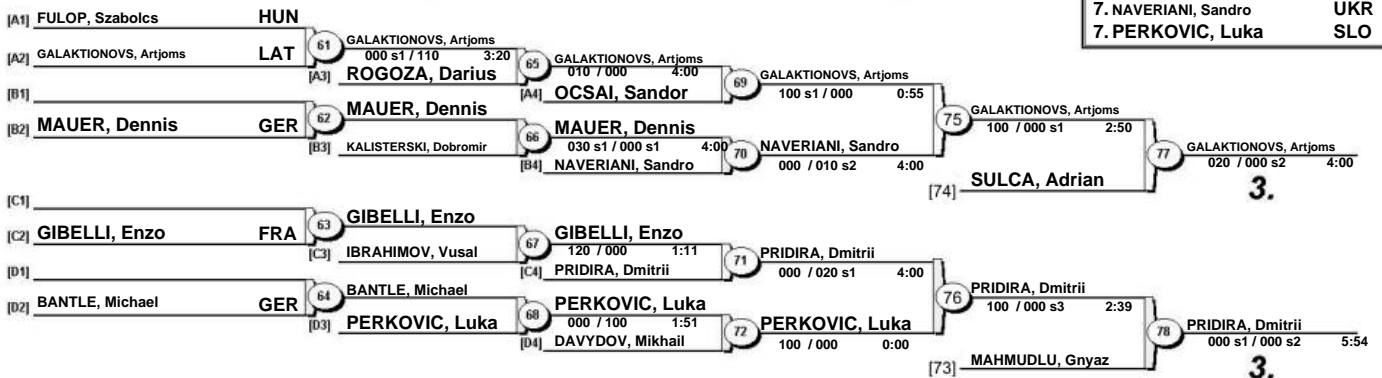 7. NAVERIANI, Sandro UKR
7. PERKOVIC, Luka SLO
[A1] FULOP, Szabolcs HUN
61 GALAKTIONOVS, Artjoms
000 s1 / 110 3:20
[A2] GALAKTIONOVS, Artjoms LAT
[A3] ROGOZA, Darius
65 GALAKTIONOVS, Artjoms
010 / 000 4:00
[A4] OCSAI, Sandor
69 GALAKTIONOVS, Artjoms
100 s1 / 000 0:55
[B1]
62 MAUER, Dennis
[B2] MAUER, Dennis GER
[B3] KALISTERSKI, Dobromir
66 MAUER, Dennis
030 s1 / 000 s1 4:00
[B4] NAVERIANI, Sandro
70 NAVERIANI, Sandro
000 / 010 s2 4:00
75 GALAKTIONOVS, Artjoms
100 / 000 s1 2:50
[74] SULCA, Adrian
77 GALAKTIONOVS, Artjoms
020 / 000 s2 4:00
3.
[C1]
63 GIBELLI, Enzo
[C2] GIBELLI, Enzo FRA
[C3] IBRAHIMOV, Vusal
67 GIBELLI, Enzo
120 / 000 1:11
[C4] PRIDIRA, Dmitrii
71 PRIDIRA, Dmitrii
000 / 020 s1 4:00
[D1]
64 BANTLE, Michael
[D2] BANTLE, Michael GER
[D3] PERKOVIC, Luka
68 PERKOVIC, Luka
000 / 100 1:51
[D4] DAVYDOV, Mikhail
72 PERKOVIC, Luka
100 / 000 0:00
76 PRIDIRA, Dmitrii
100 / 000 s3 2:39
[73] MAHMUDLU, Gnyaz
78 PRIDIRA, Dmitrii
000 s1 / 000 s2 5:54
3.